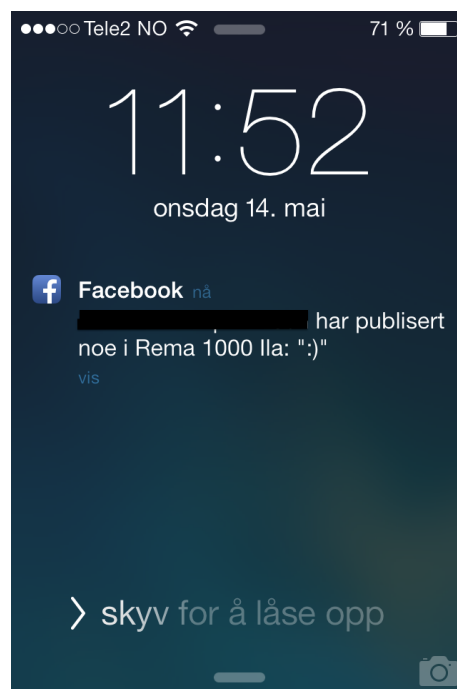 Tele2 NO 71 %
11:52
onsdag 14. mai
Facebook nå
har publisert
noe i Rema 1000 Ila: ":)"
vis
skyv for å låse opp